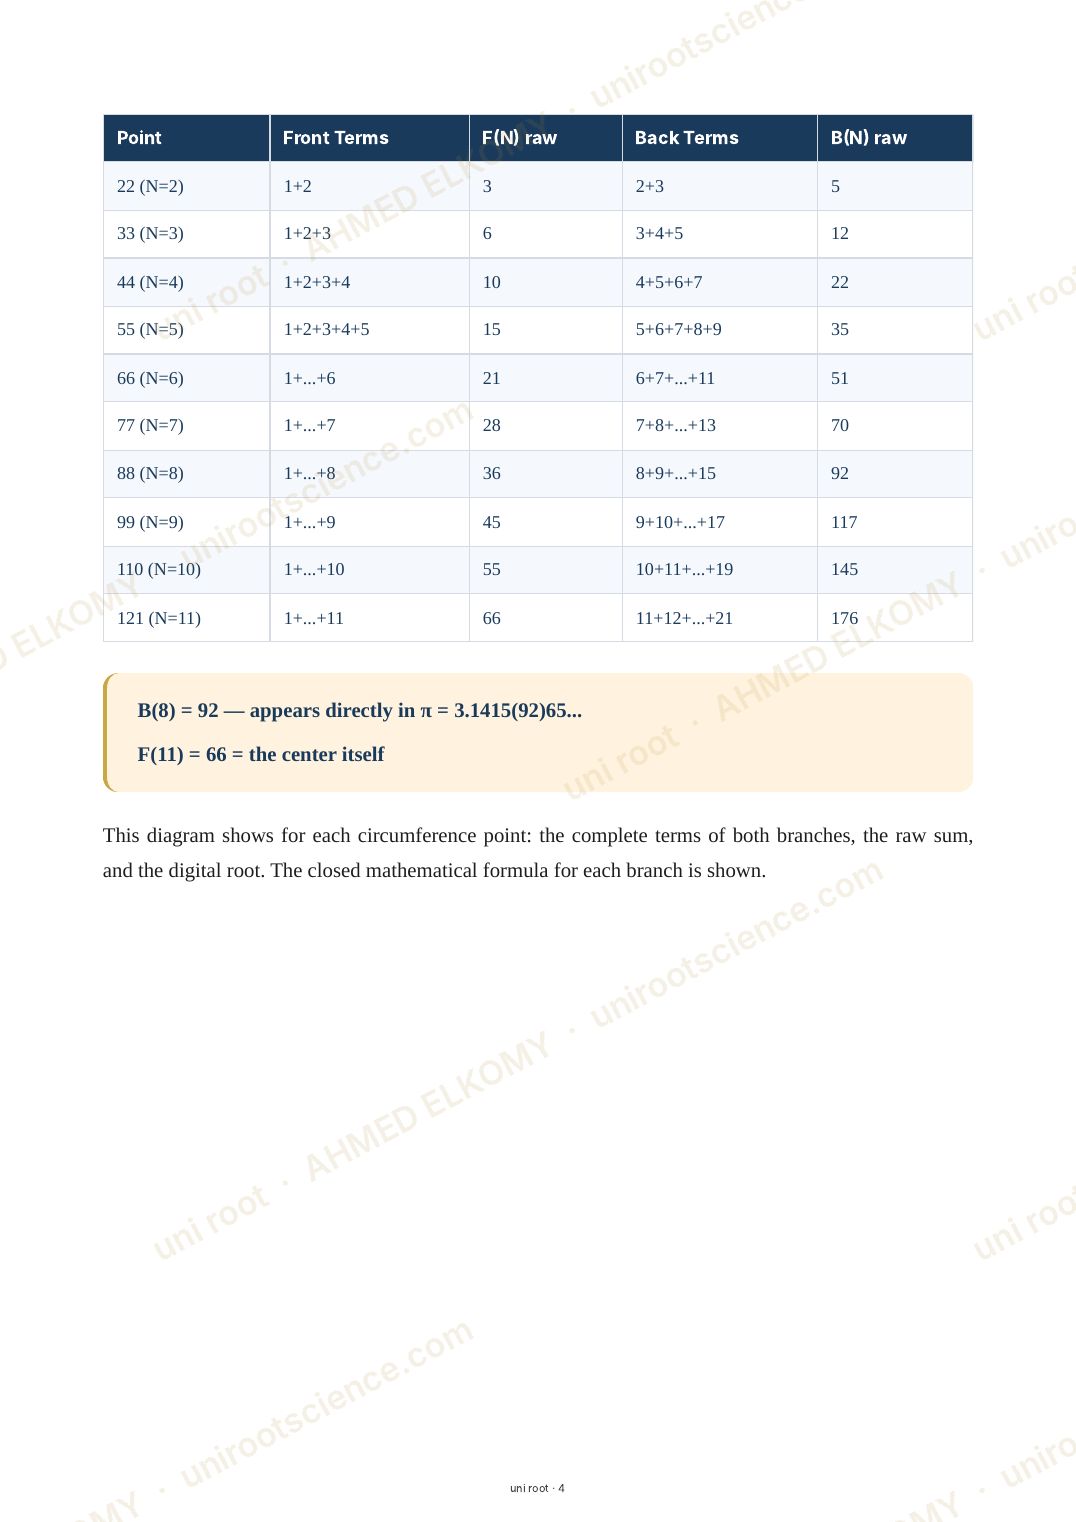 Point Front Terms F(N) raw Back Terms B(N) raw
22 (N=2) 1+2 3 2+3 5
33 (N=3) 1+2+3 6 3+4+5 12
44 (N=4) 1+2+3+4 10 4+5+6+7 22
55 (N=5) 1+2+3+4+5 15 5+6+7+8+9 35
66 (N=6) 1+...+6 21 6+7+...+11 51
77 (N=7) 1+...+7 28 7+8+...+13 70
88 (N=8) 1+...+8 36 8+9+...+15 92
99 (N=9) 1+...+9 45 9+10+...+17 117
110 (N=10) 1+...+10 55 10+11+...+19 145
121 (N=11) 1+...+11 66 11+12+...+21 176
B(8) = 92 — appears directly in π = 3.1415(92)65...
F(11) = 66 = the center itself
This diagram shows for each circumference point: the complete terms of both branches, the raw sum,
and the digital root. The closed mathematical formula for each branch is shown.
uni root · AHMED ELKOMY · unirootscience.com
uni root · 4